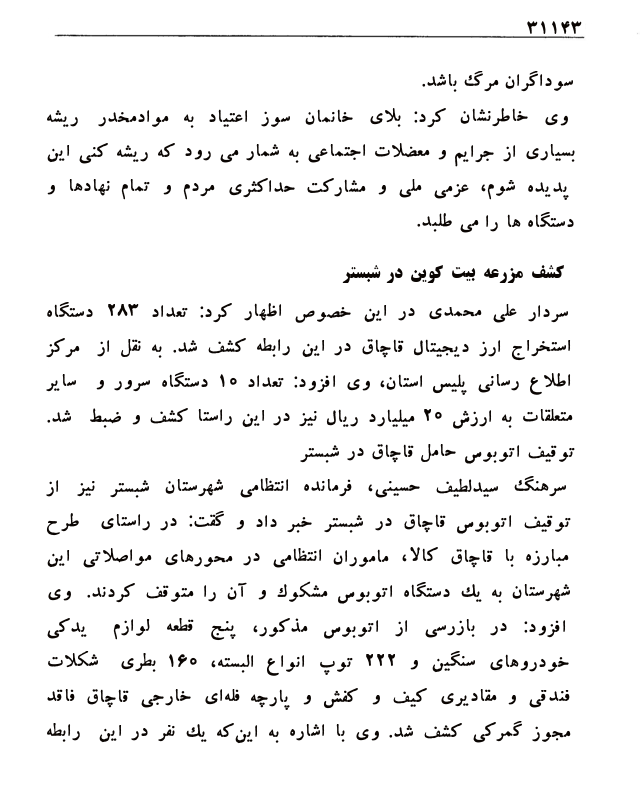 ۳۱۱۴۳
سوداگران مرگ باشد.
وی خاطرنشان کرد: بلای خانمان سوز اعتیاد به موادمخدر ریشه
بسیاری از جرایم و معضلات اجتماعی به شمار می رود که ریشه کنی این
پدیده شوم، عزمی ملی و مشارکت حداکثری مردم و تمام نهادها و
دستگاه ها را می طلبد.
کشف مزرعه بیت کوین در شبستر
سردار علی محمدی در این خصوص اظهار کرد: تعداد ۲۸۳ دستگاه
استخراج ارز دیجیتال قاچاق در این رابطه کشف شد. به نقل از مرکز
اطلاع رسانی پلیس استان، وی افزود: تعداد ۱۰ دستگاه سرور و سایر
متعلقات به ارزش ۲۰ میلیارد ریال نیز در این راستا کشف و ضبط شد.
توقیف اتوبوس حامل قاچاق در شبستر
سرهنگ سیدلطیف حسینی، فرمانده انتظامی شهرستان شبستر نیز از
توقیف اتوبوس قاچاق در شبستر خبر داد و گقت: در راستای طرح
مبارزه با قاچاق کالا، ماموران انتظامی در محورهای مواصلاتی این
شهرستان به یك دستگاه اتوبوس مشکوك و آن را متوقف کردند. وی
افزود: در بازرسی از اتوبوس مذکور، پنج قطعه لوازم یدکی
خودروهای سنگین و ۲۲۲ توپ انواع البسته، ۱۶۰ بطری شکلات
فندقی و مقادیری کیف و کفش و پارچه فله‌ای خارجی قاچاق فاقد
مجوز گمرکی کشف شد. وی با اشاره به این‌که یك نفر در این رابطه